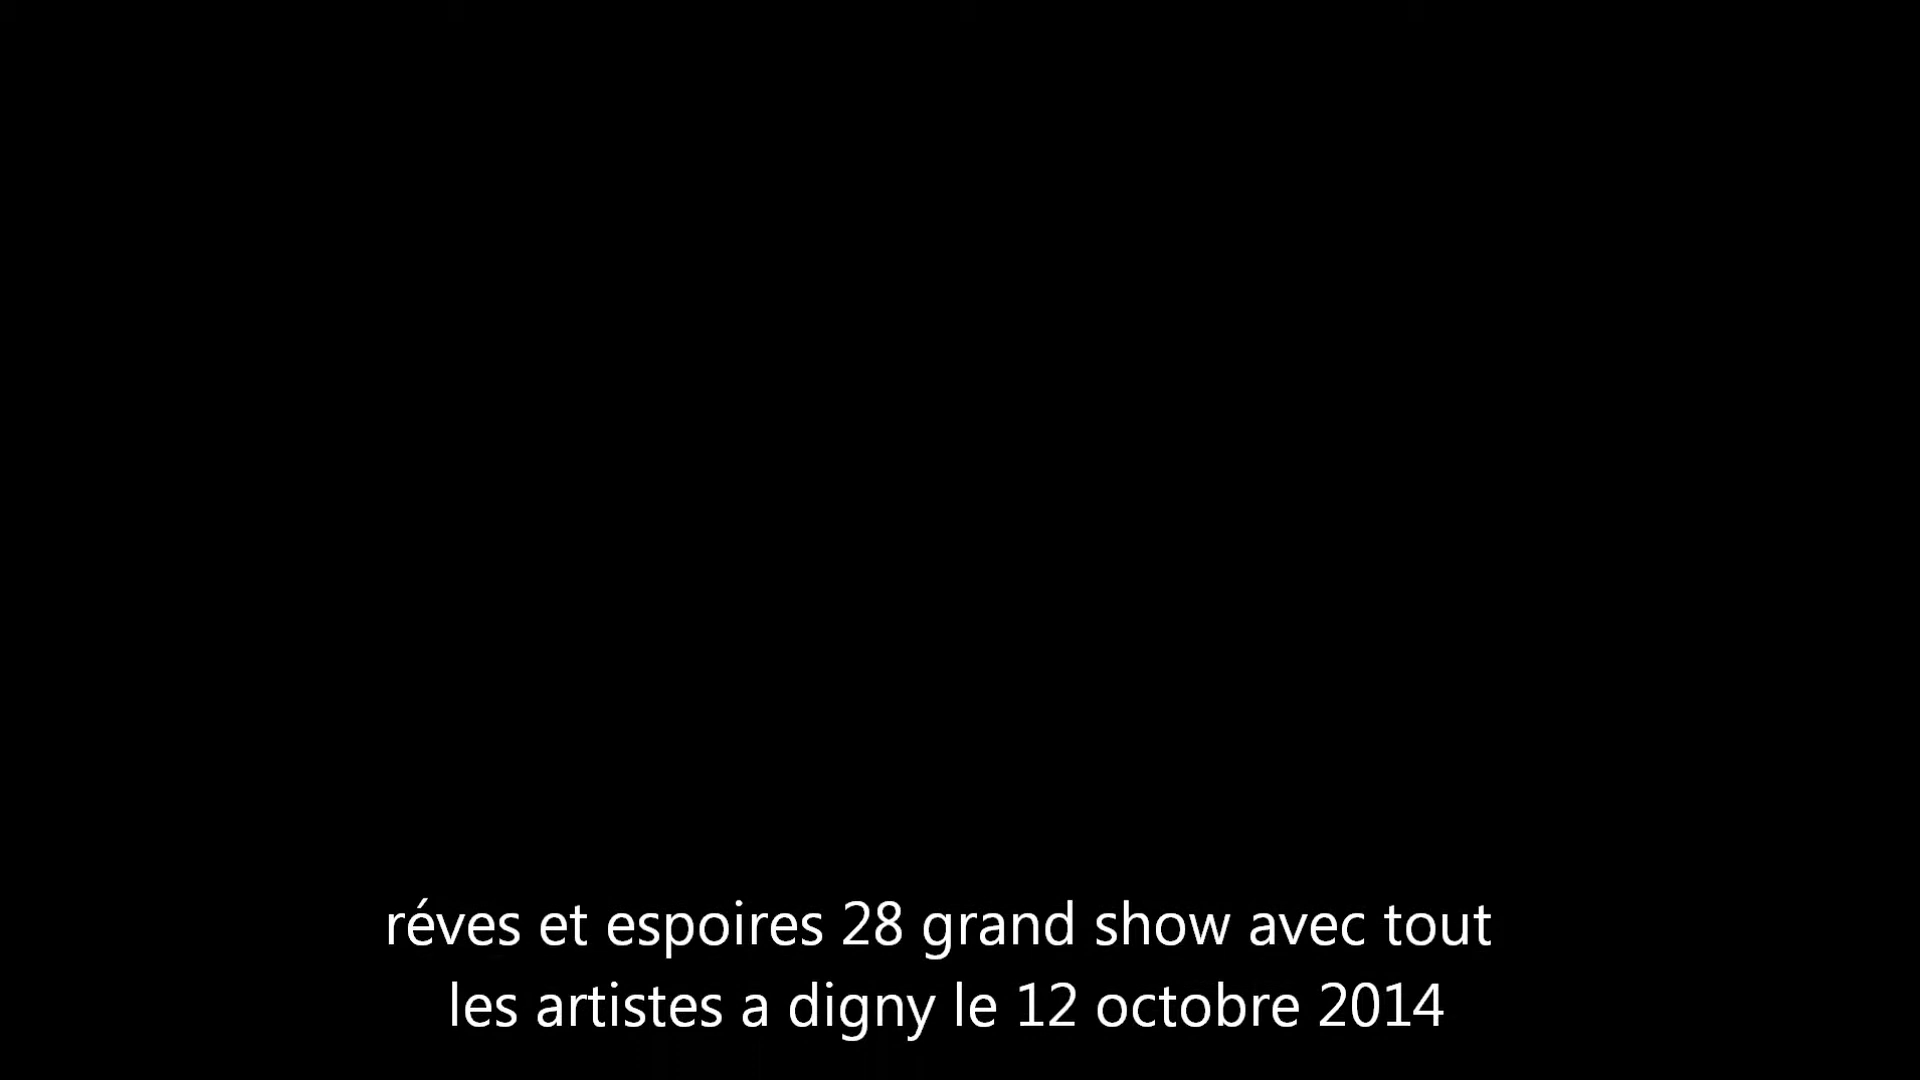 réves et espoires 28 grand show avec tout
les artistes a digny le 12 octobre 2014